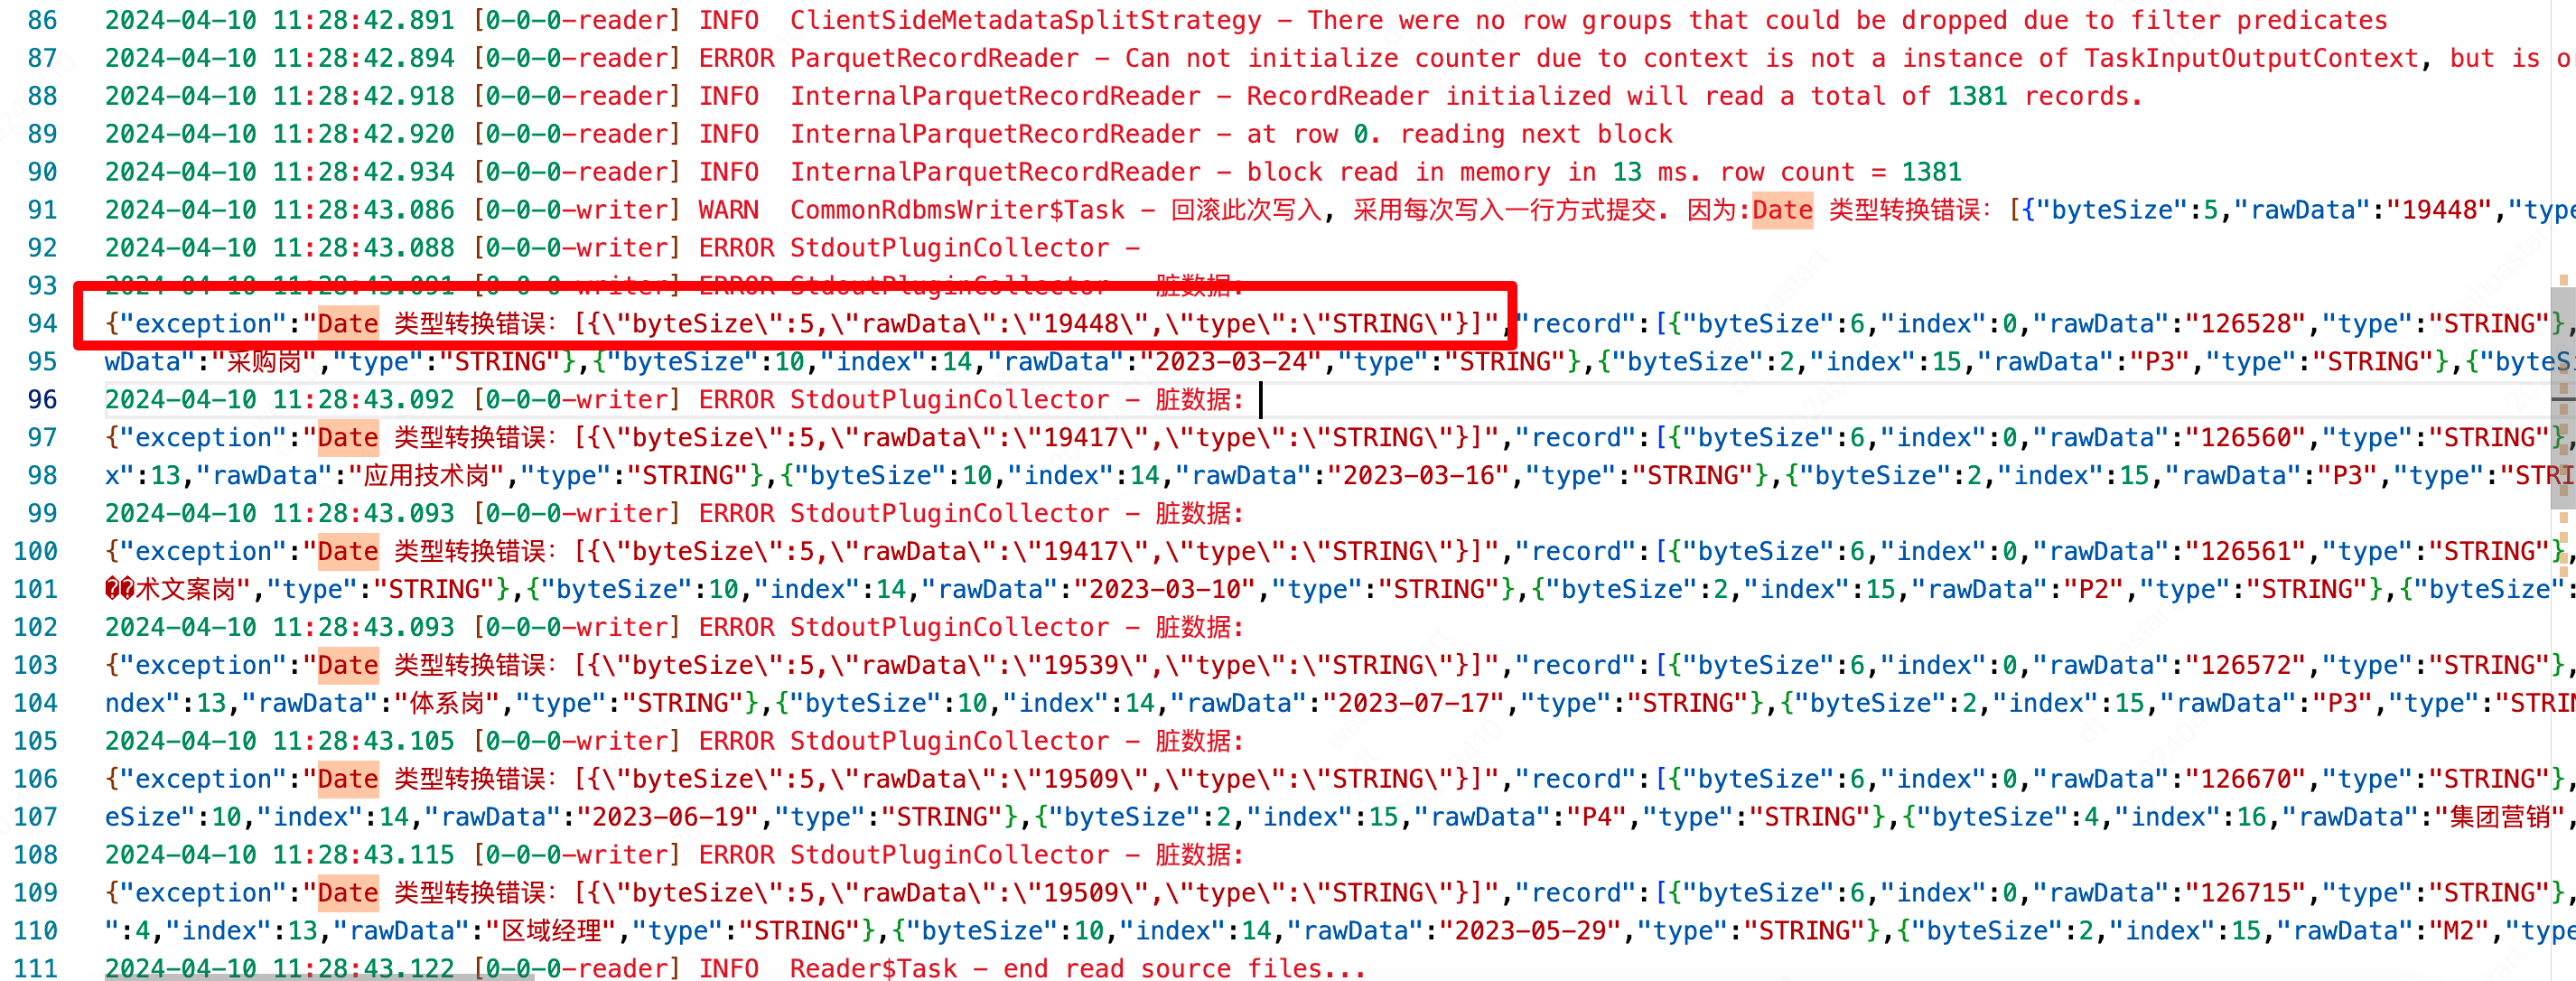 86 2024-04-10 11:28:42.891 [0-0-0-reader] INFO  ClientSideMetadataSplitStrategy - There were no row groups that could be dropped due to filter predicates
87 2024-04-10 11:28:42.894 [0-0-0-reader] ERROR ParquetRecordReader - Can not initialize counter due to context is not a instance of TaskInputOutputContext, but is
88 2024-04-10 11:28:42.918 [0-0-0-reader] INFO  InternalParquetRecordReader - RecordReader initialized will read a total of 1381 records.
89 2024-04-10 11:28:42.920 [0-0-0-reader] INFO  InternalParquetRecordReader - at row 0. reading next block
90 2024-04-10 11:28:42.934 [0-0-0-reader] INFO  InternalParquetRecordReader - block read in memory in 13 ms. row count = 1381
91 2024-04-10 11:28:43.086 [0-0-0-writer] WARN  CommonRdbmsWriter$Task - 回滚此次写入, 采用每次写入一行方式提交. 因为:Date 类型转换错误: [{"byteSize":5,"rawData":"19448","type
92 2024-04-10 11:28:43.088 [0-0-0-writer] ERROR StdoutPluginCollector -
93 2024-04-10 11:28:43.091 [0-0-0-writer] ERROR StdoutPluginCollector - 脏数据:
94 {"exception":"Date 类型转换错误: [{\"byteSize\":5,\"rawData\":\"19448\",\"type\":\"STRING\"}]","record":[{"byteSize":6,"index":0,"rawData":"126528","type":"STRING"},
95 wData":"采购岗","type":"STRING"},{"byteSize":10,"index":14,"rawData":"2023-03-24","type":"STRING"},{"byteSize":2,"index":15,"rawData":"P3","type":"STRING"},{"byteS
96 2024-04-10 11:28:43.092 [0-0-0-writer] ERROR StdoutPluginCollector - 脏数据:
97 {"exception":"Date 类型转换错误: [{\"byteSize\":5,\"rawData\":\"19417\",\"type\":\"STRING\"}]","record":[{"byteSize":6,"index":0,"rawData":"126560","type":"STRING"},
98 x":13,"rawData":"应用技术岗","type":"STRING"},{"byteSize":10,"index":14,"rawData":"2023-03-16","type":"STRING"},{"byteSize":2,"index":15,"rawData":"P3","type":"STRI
99 2024-04-10 11:28:43.093 [0-0-0-writer] ERROR StdoutPluginCollector - 脏数据:
100 {"exception":"Date 类型转换错误: [{\"byteSize\":5,\"rawData\":\"19417\",\"type\":\"STRING\"}]","record":[{"byteSize":6,"index":0,"rawData":"126561","type":"STRING"},
101 ��术文案岗","type":"STRING"},{"byteSize":10,"index":14,"rawData":"2023-03-10","type":"STRING"},{"byteSize":2,"index":15,"rawData":"P2","type":"STRING"},{"byteSize":
102 2024-04-10 11:28:43.093 [0-0-0-writer] ERROR StdoutPluginCollector - 脏数据:
103 {"exception":"Date 类型转换错误: [{\"byteSize\":5,\"rawData\":\"19539\",\"type\":\"STRING\"}]","record":[{"byteSize":6,"index":0,"rawData":"126572","type":"STRING"},
104 ndex":13,"rawData":"体系岗","type":"STRING"},{"byteSize":10,"index":14,"rawData":"2023-07-17","type":"STRING"},{"byteSize":2,"index":15,"rawData":"P3","type":"STRIN
105 2024-04-10 11:28:43.105 [0-0-0-writer] ERROR StdoutPluginCollector - 脏数据:
106 {"exception":"Date 类型转换错误: [{\"byteSize\":5,\"rawData\":\"19509\",\"type\":\"STRING\"}]","record":[{"byteSize":6,"index":0,"rawData":"126670","type":"STRING"},
107 eSize":10,"index":14,"rawData":"2023-06-19","type":"STRING"},{"byteSize":2,"index":15,"rawData":"P4","type":"STRING"},{"byteSize":4,"index":16,"rawData":"集团营销",
108 2024-04-10 11:28:43.115 [0-0-0-writer] ERROR StdoutPluginCollector - 脏数据:
109 {"exception":"Date 类型转换错误: [{\"byteSize\":5,\"rawData\":\"19509\",\"type\":\"STRING\"}]","record":[{"byteSize":6,"index":0,"rawData":"126715","type":"STRING"},
110 ":4,"index":13,"rawData":"区域经理","type":"STRING"},{"byteSize":10,"index":14,"rawData":"2023-05-29","type":"STRING"},{"byteSize":2,"index":15,"rawData":"M2","type
111 2024-04-10 11:28:43.122 [0-0-0-reader] INFO  Reader$Task - end read source files...